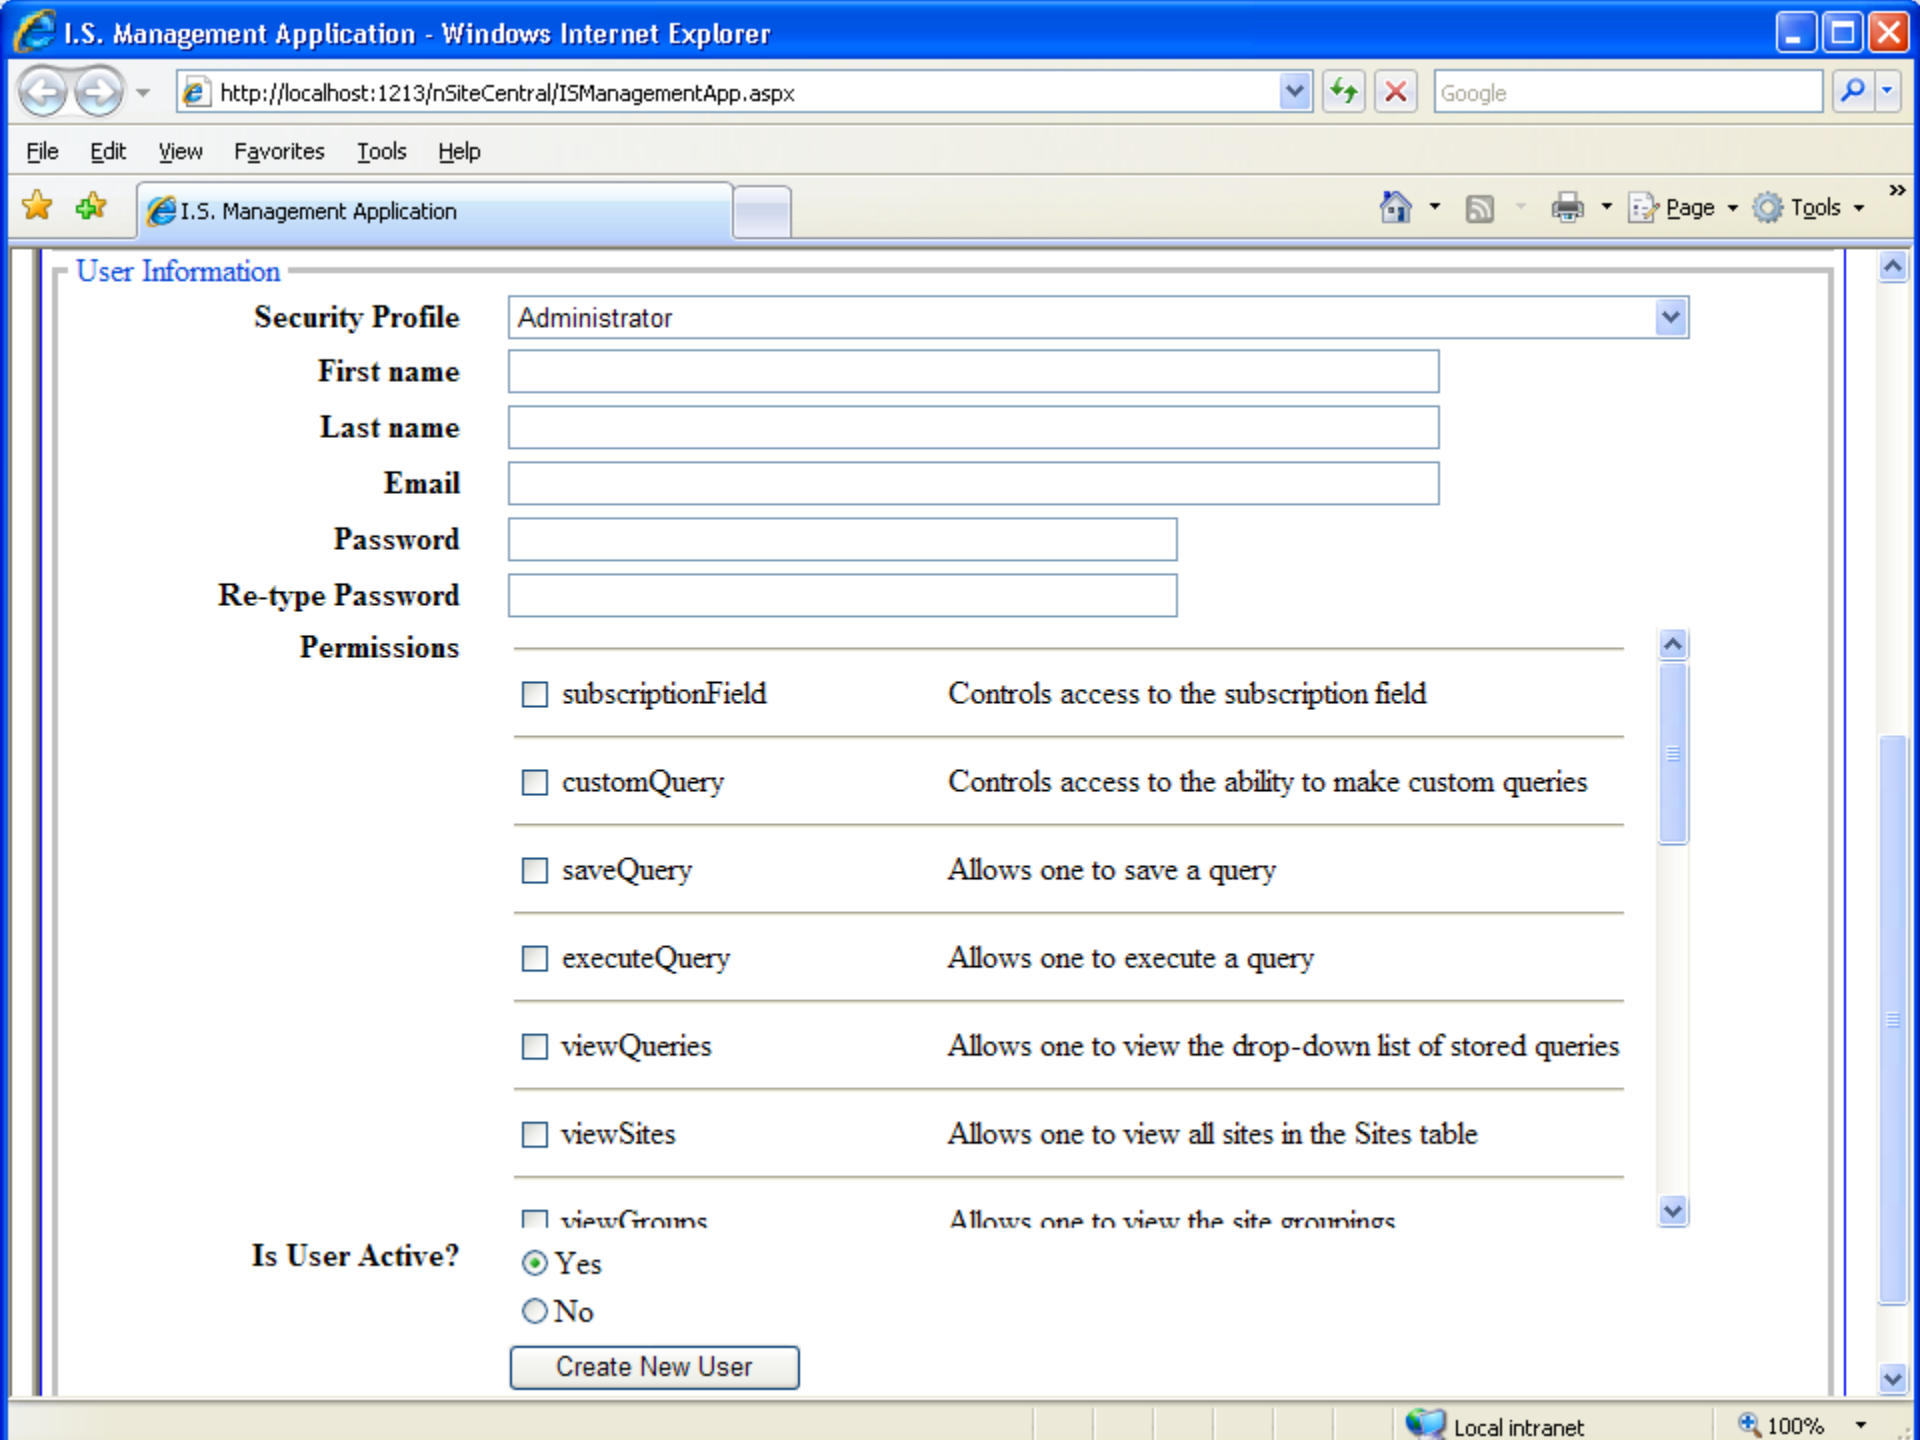 I.S. Management Application - Windows Internet Explorer
http://localhost:1213/nSiteCentral/ISManagementApp.aspx
Google
File Edit View Favorites Tools Help
I.S. Management Application
Page Tools »
User Information
Security Profile Administrator
First name
Last name
Email
Password
Re-type Password
Permissions
subscriptionField Controls access to the subscription field
customQuery Controls access to the ability to make custom queries
saveQuery Allows one to save a query
executeQuery Allows one to execute a query
viewQueries Allows one to view the drop-down list of stored queries
viewSites Allows one to view all sites in the Sites table
viewGroups Allows one to view the site groupings
Is User Active? Yes
No
Create New User
Local intranet 100%